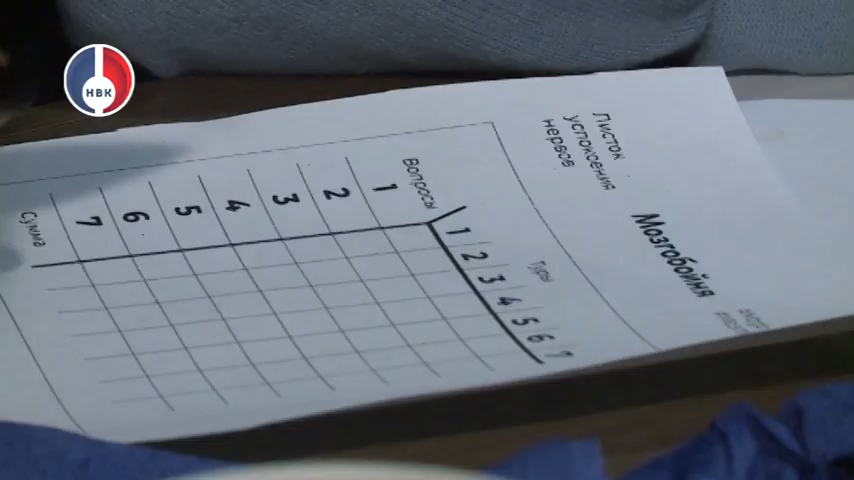 НВК
Листок
успокоения
нервов
Мозгобойня
Туры
Вопросы
1 2 3 4 5 6 7
1
2
3
4
5
6
7
Сумма